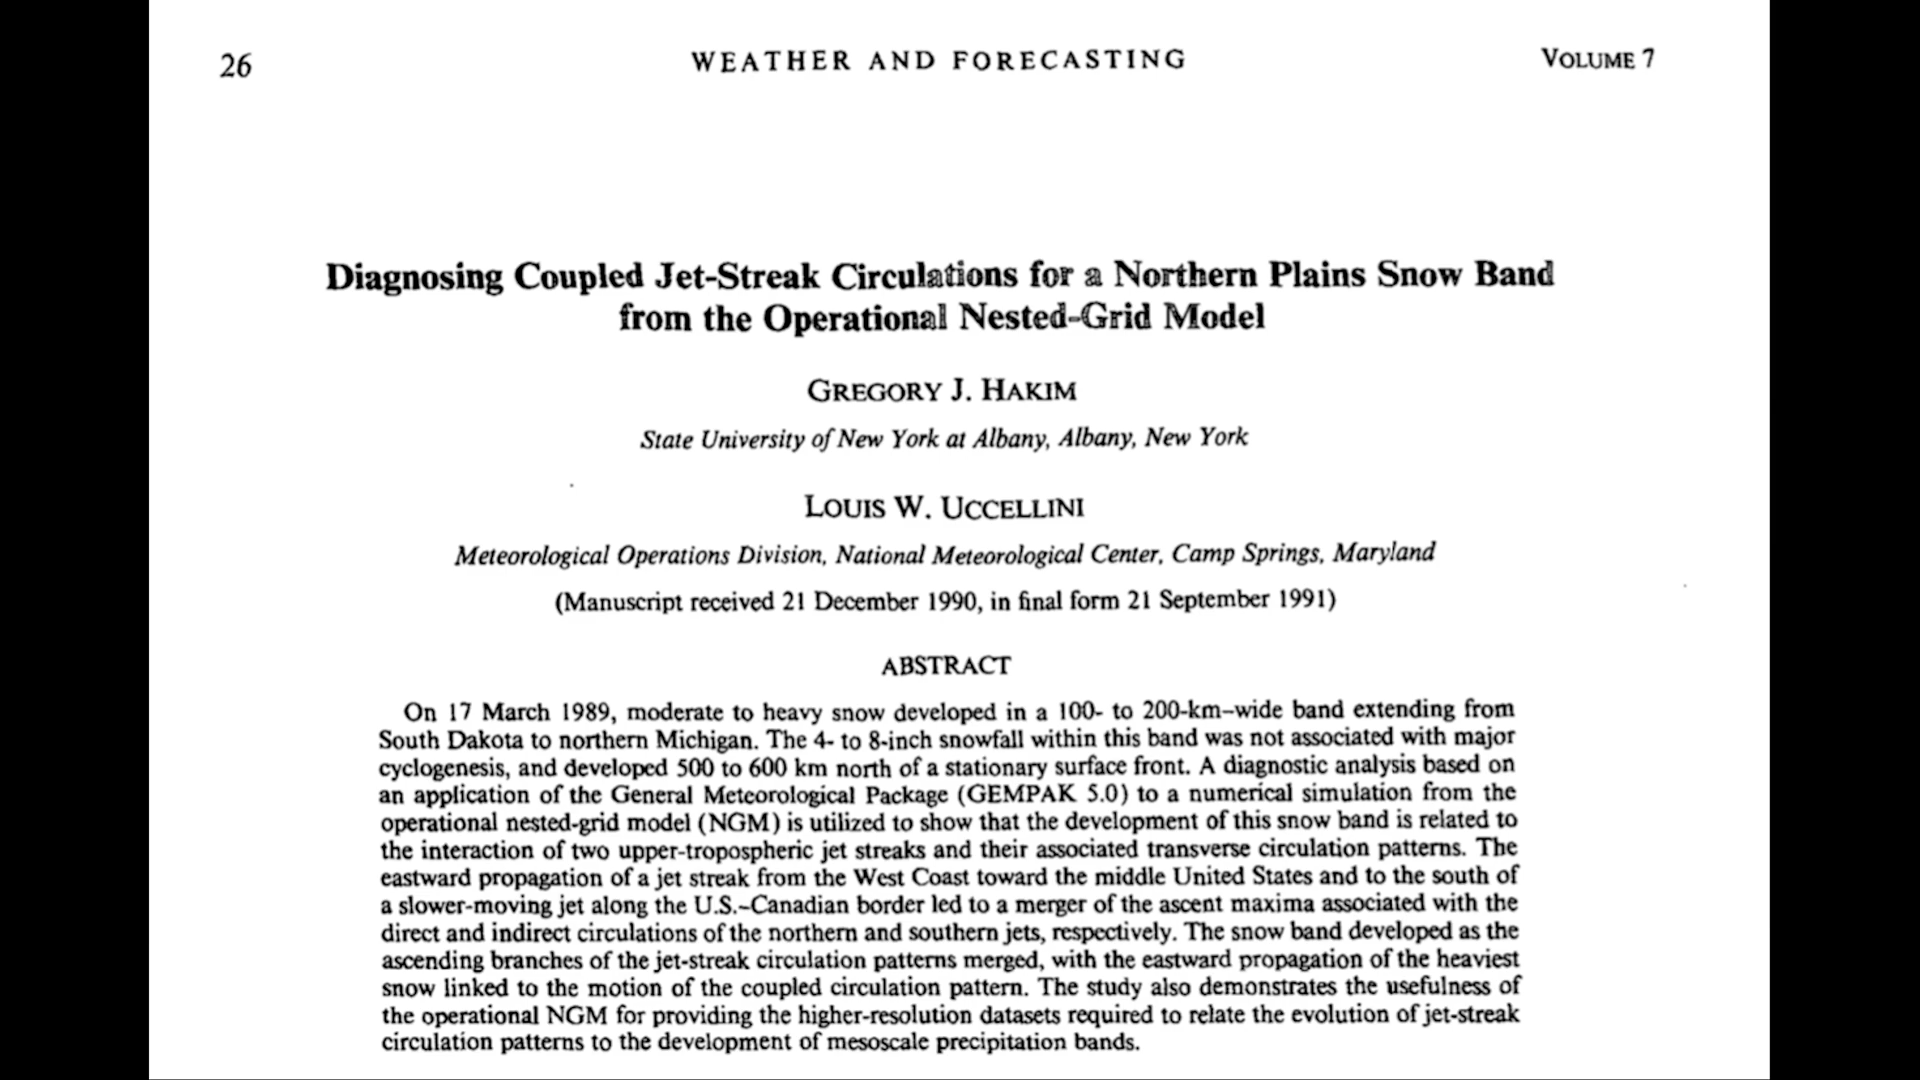 26 WEATHER AND FORECASTING VOLUME 7
Diagnosing Coupled Jet-Streak Circulations for a Northern Plains Snow Band
from the Operational Nested-Grid Model
GREGORY J. HAKIM
State University of New York at Albany, Albany, New York
LOUIS W. UCCELLINI
Meteorological Operations Division, National Meteorological Center, Camp Springs, Maryland
(Manuscript received 21 December 1990, in final form 21 September 1991)
ABSTRACT
On 17 March 1989, moderate to heavy snow developed in a 100- to 200-km–wide band extending from
South Dakota to northern Michigan. The 4- to 8-inch snowfall within this band was not associated with major
cyclogenesis, and developed 500 to 600 km north of a stationary surface front. A diagnostic analysis based on
an application of the General Meteorological Package (GEMPAK 5.0) to a numerical simulation from the
operational nested-grid model (NGM) is utilized to show that the development of this snow band is related to
the interaction of two upper-tropospheric jet streaks and their associated transverse circulation patterns. The
eastward propagation of a jet streak from the West Coast toward the middle United States and to the south of
a slower-moving jet along the U.S.–Canadian border led to a merger of the ascent maxima associated with the
direct and indirect circulations of the northern and southern jets, respectively. The snow band developed as the
ascending branches of the jet-streak circulation patterns merged, with the eastward propagation of the heaviest
snow linked to the motion of the coupled circulation pattern. The study also demonstrates the usefulness of
the operational NGM for providing the higher-resolution datasets required to relate the evolution of jet-streak
circulation patterns to the development of mesoscale precipitation bands.